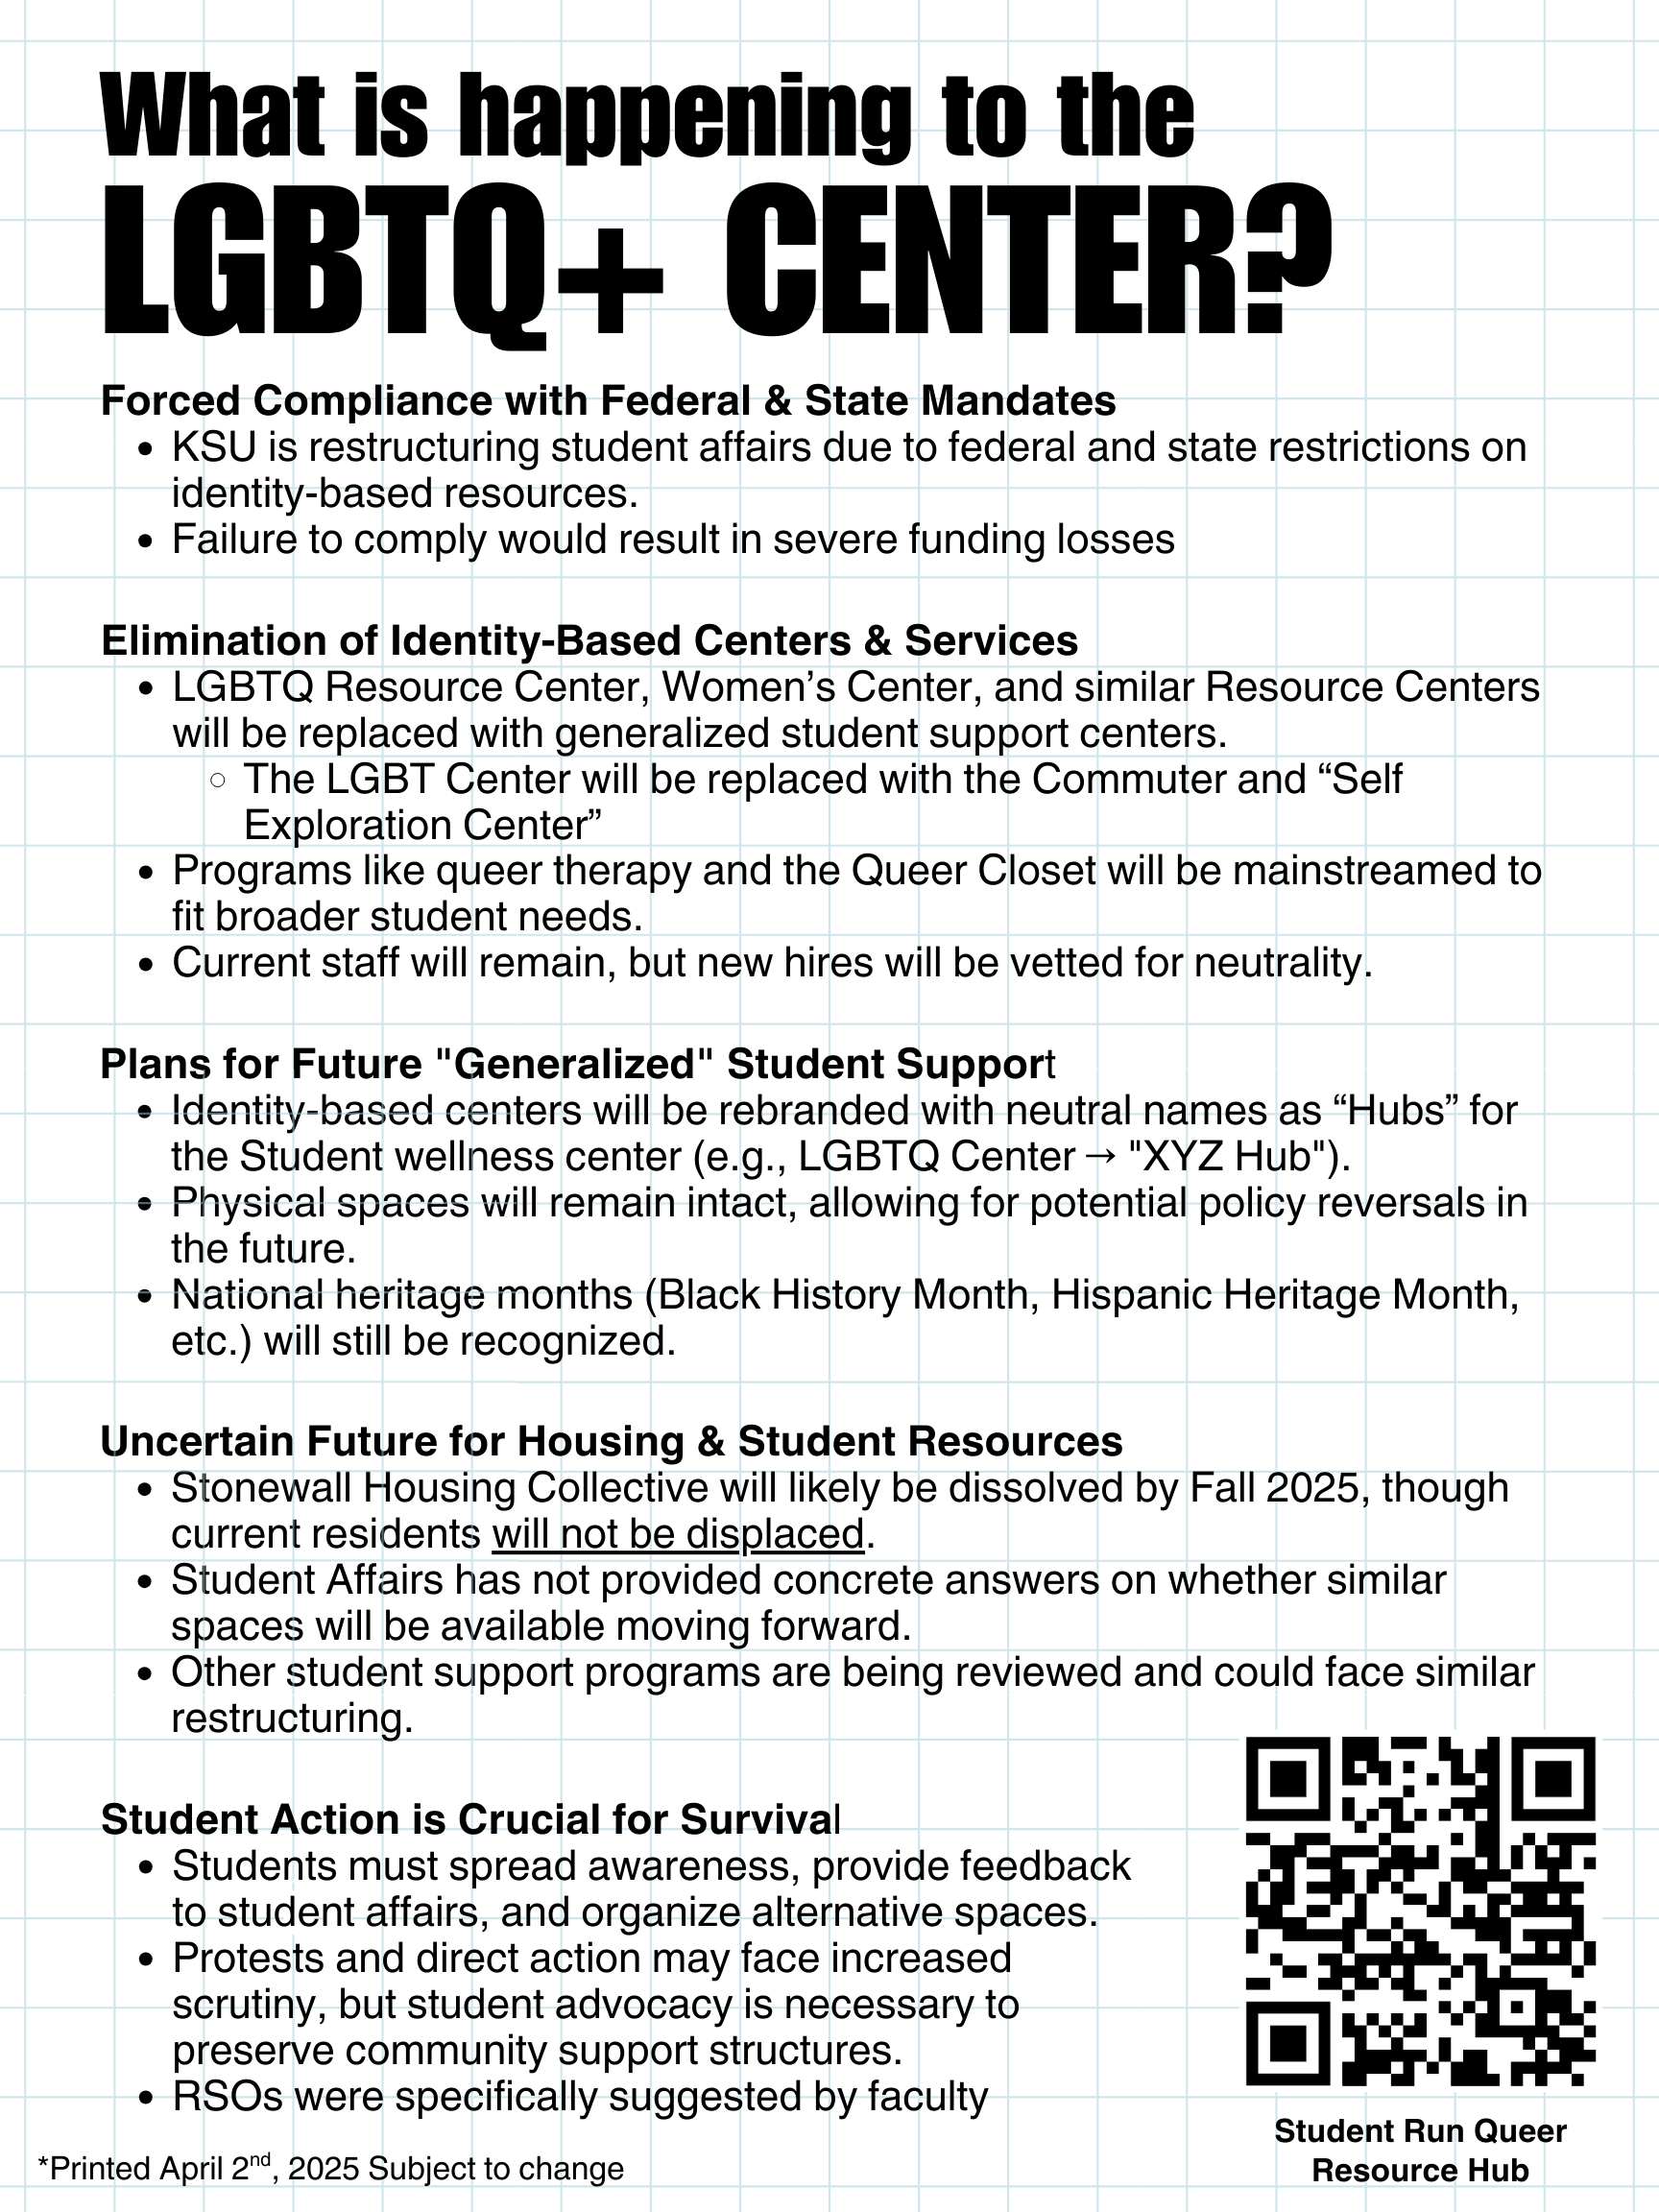 What is happening to the
LGBTQ+ CENTER?
Forced Compliance with Federal & State Mandates
• KSU is restructuring student affairs due to federal and state restrictions on
identity-based resources.
• Failure to comply would result in severe funding losses
Elimination of Identity-Based Centers & Services
• LGBTQ Resource Center, Women’s Center, and similar Resource Centers
will be replaced with generalized student support centers.
○ The LGBT Center will be replaced with the Commuter and “Self
Exploration Center”
• Programs like queer therapy and the Queer Closet will be mainstreamed to
fit broader student needs.
• Current staff will remain, but new hires will be vetted for neutrality.
Plans for Future "Generalized" Student Support
• Identity-based centers will be rebranded with neutral names as “Hubs” for
the Student wellness center (e.g., LGBTQ Center → "XYZ Hub").
• Physical spaces will remain intact, allowing for potential policy reversals in
the future.
• National heritage months (Black History Month, Hispanic Heritage Month,
etc.) will still be recognized.
Uncertain Future for Housing & Student Resources
• Stonewall Housing Collective will likely be dissolved by Fall 2025, though
current residents will not be displaced.
• Student Affairs has not provided concrete answers on whether similar
spaces will be available moving forward.
• Other student support programs are being reviewed and could face similar
restructuring.
Student Action is Crucial for Survival
• Students must spread awareness, provide feedback
to student affairs, and organize alternative spaces.
• Protests and direct action may face increased
scrutiny, but student advocacy is necessary to
preserve community support structures.
• RSOs were specifically suggested by faculty
Student Run Queer
Resource Hub
*Printed April 2nd, 2025 Subject to change